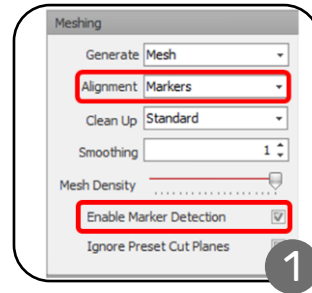 Meshing
Generate Mesh
Alignment Markers
Clean Up Standard
Smoothing 1
Mesh Density
Enable Marker Detection
Ignore Preset Cut Planes
1